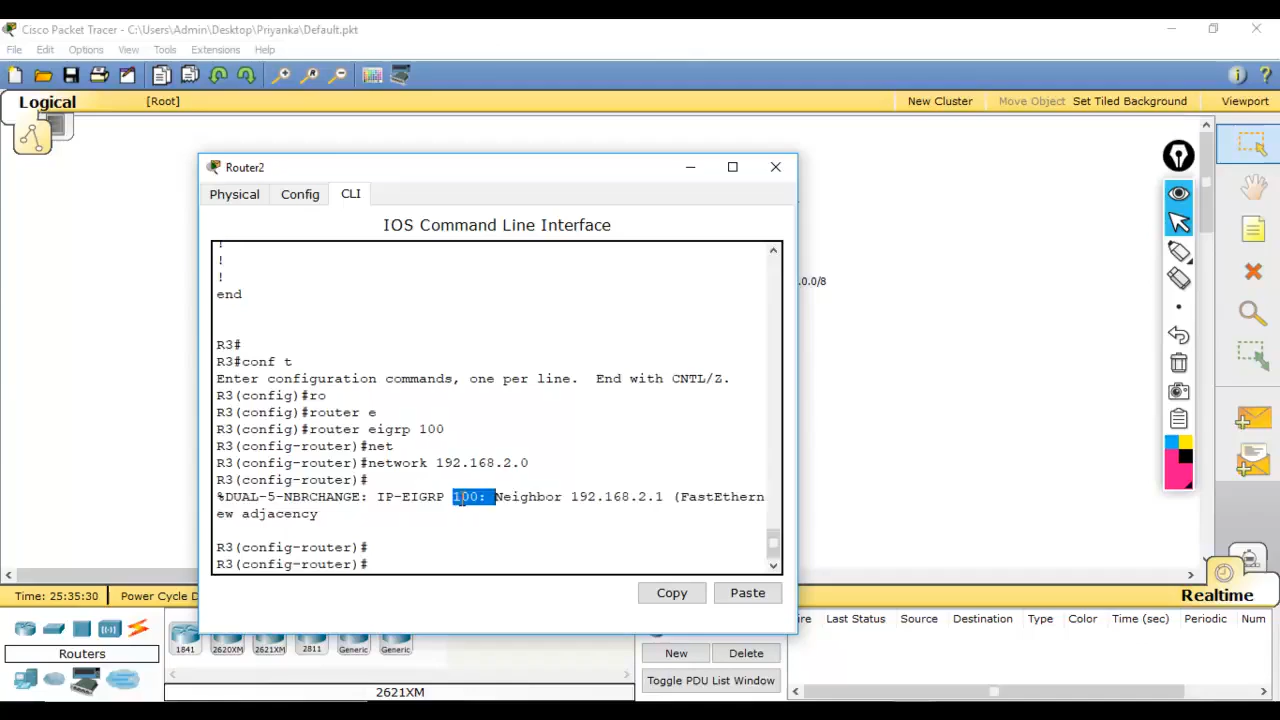 Cisco Packet Tracer - C:\Users\Admin\Desktop\Priyanka\Default.pkt
File Edit Options View Tools Extensions Help
Logical [Root] New Cluster Move Object Set Tiled Background Viewport
Router2
Physical Config CLI
IOS Command Line Interface
!
!
!
end
R3#
R3#conf t
Enter configuration commands, one per line. End with CNTL/Z.
R3(config)#ro
R3(config)#router e
R3(config)#router eigrp 100
R3(config-router)#net
R3(config-router)#network 192.168.2.0
R3(config-router)#
%DUAL-5-NBRCHANGE: IP-EIGRP 100: Neighbor 192.168.2.1 (FastEthern
ew adjacency
R3(config-router)#
R3(config-router)#
Copy Paste
.0.0/8
Time: 25:35:30 Power Cycle D
Realtime
Routers
1841 2620XM 2621XM 2811 Generic Generic
2621XM
New Delete
Toggle PDU List Window
ire Last Status Source Destination Type Color Time (sec) Periodic Num